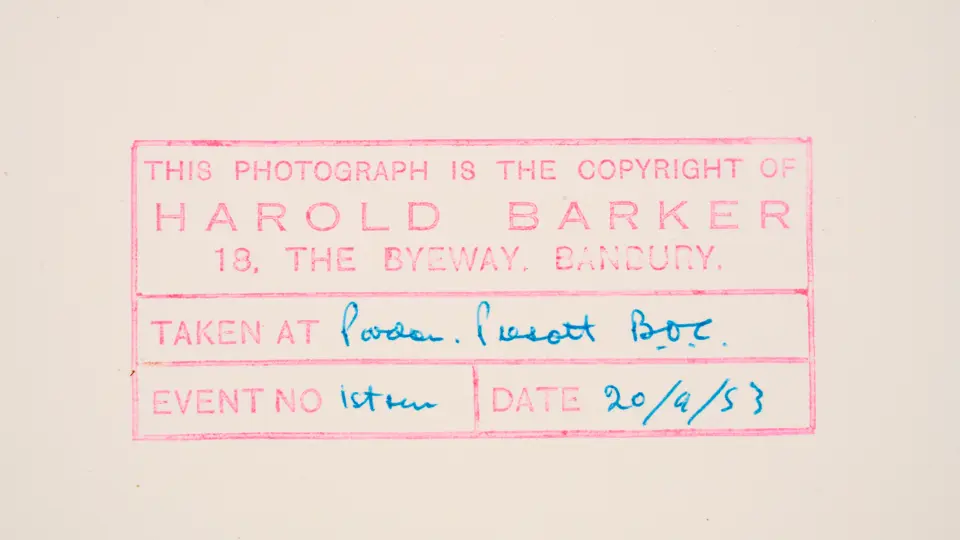 THIS PHOTOGRAPH IS THE COPYRIGHT OF
HAROLD BARKER
18, THE BYEWAY, BANBURY.
TAKEN AT Pardon. Prescott B.O.C.
EVENT NO 1st run DATE 20/9/53